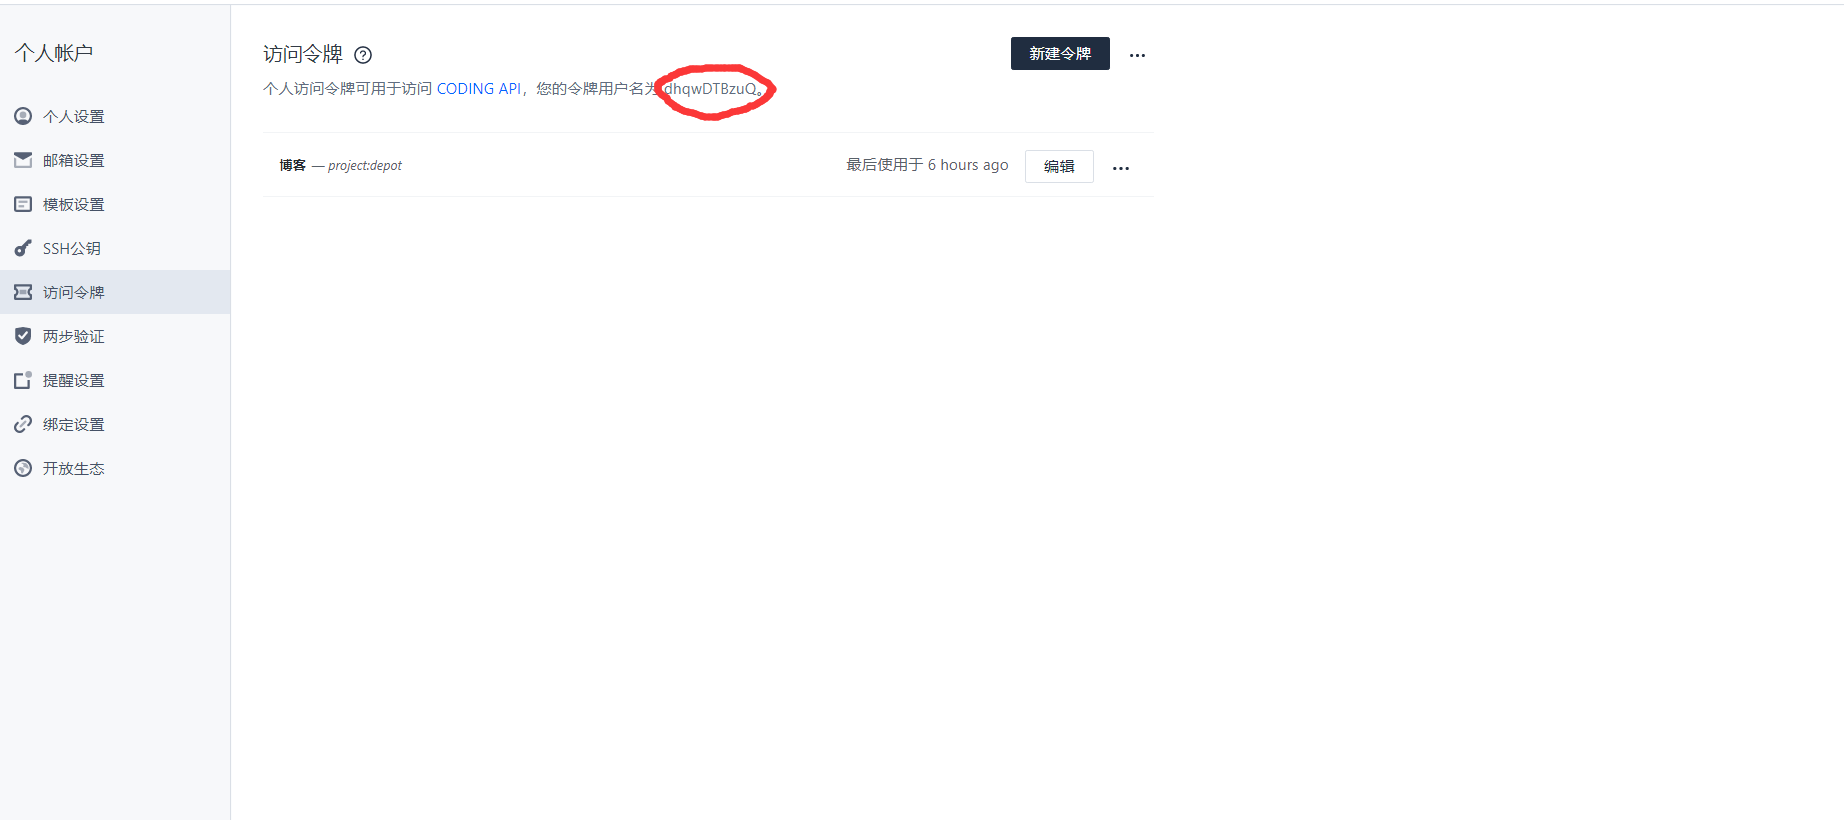 个人帐户
个人设置
邮箱设置
模板设置
SSH公钥
访问令牌
两步验证
提醒设置
绑定设置
开放生态
访问令牌
新建令牌
个人访问令牌可用于访问 CODING API，您的令牌用户名为 dhqwDTBzuQ。
博客 — project:depot 最后使用于 6 hours ago 编辑